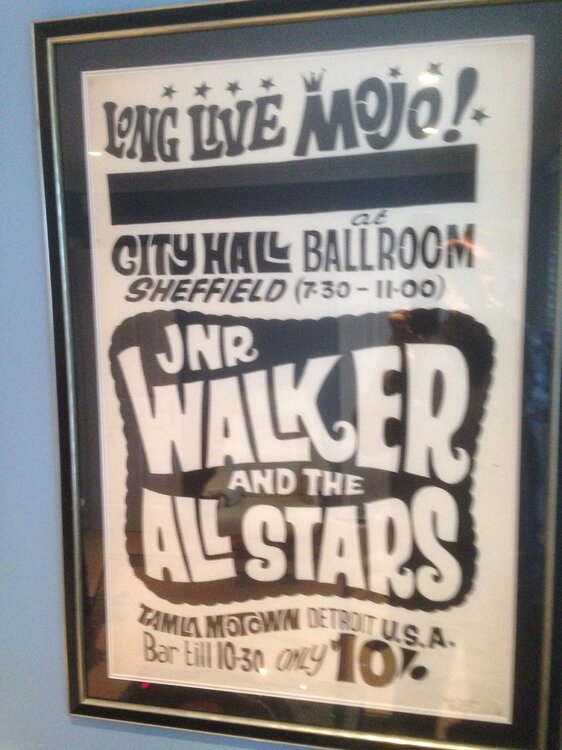 LONG LIVE MOJO!
at
CITY HALL BALLROOM
SHEFFIELD (7·30 - 11·00)
JNR
WALKER
AND THE
ALL STARS
TAMLA MOTOWN DETROIT U.S.A.
Bar till 10·30 ONLY 10/-